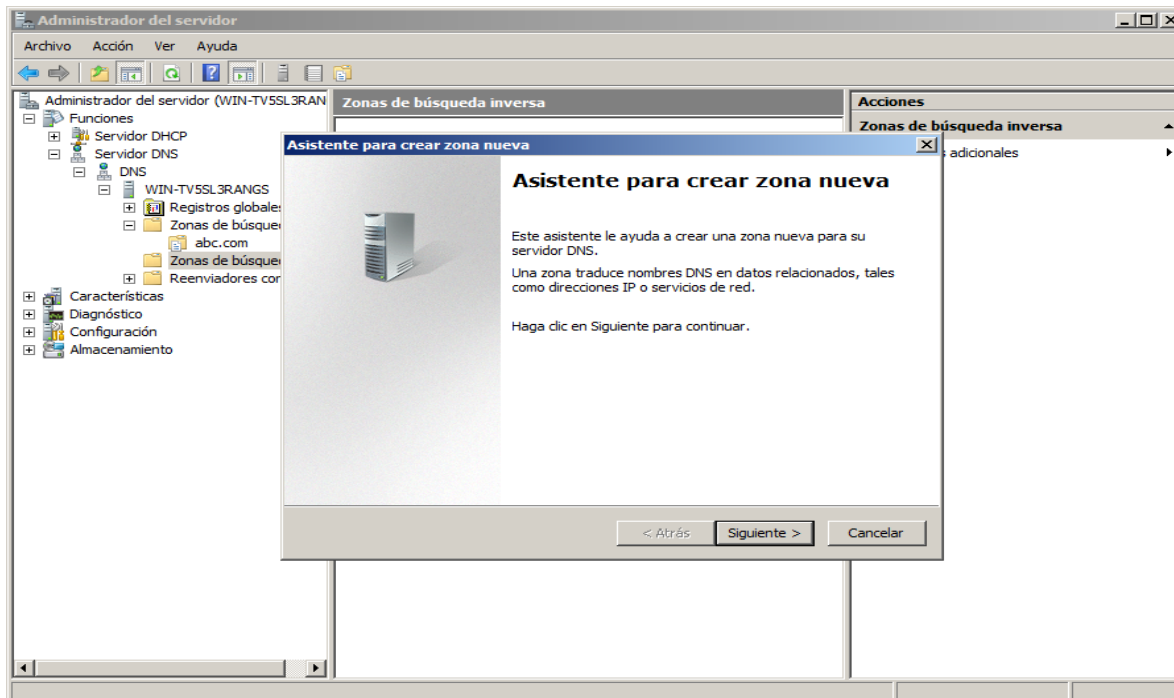 Administrador del servidor
Archivo Acción Ver Ayuda
Administrador del servidor (WIN-TV5SL3RAN
Funciones
Servidor DHCP
Servidor DNS
DNS
WIN-TV5SL3RANGS
Registros globales
Zonas de búsque
abc.com
Zonas de búsque
Reenviadores cor
Características
Diagnóstico
Configuración
Almacenamiento
Zonas de búsqueda inversa
Asistente para crear zona nueva
Asistente para crear zona nueva
Este asistente le ayuda a crear una zona nueva para su
servidor DNS.
Una zona traduce nombres DNS en datos relacionados, tales
como direcciones IP o servicios de red.
Haga clic en Siguiente para continuar.
< Atrás Siguiente > Cancelar
Acciones
Zonas de búsqueda inversa
adicionales